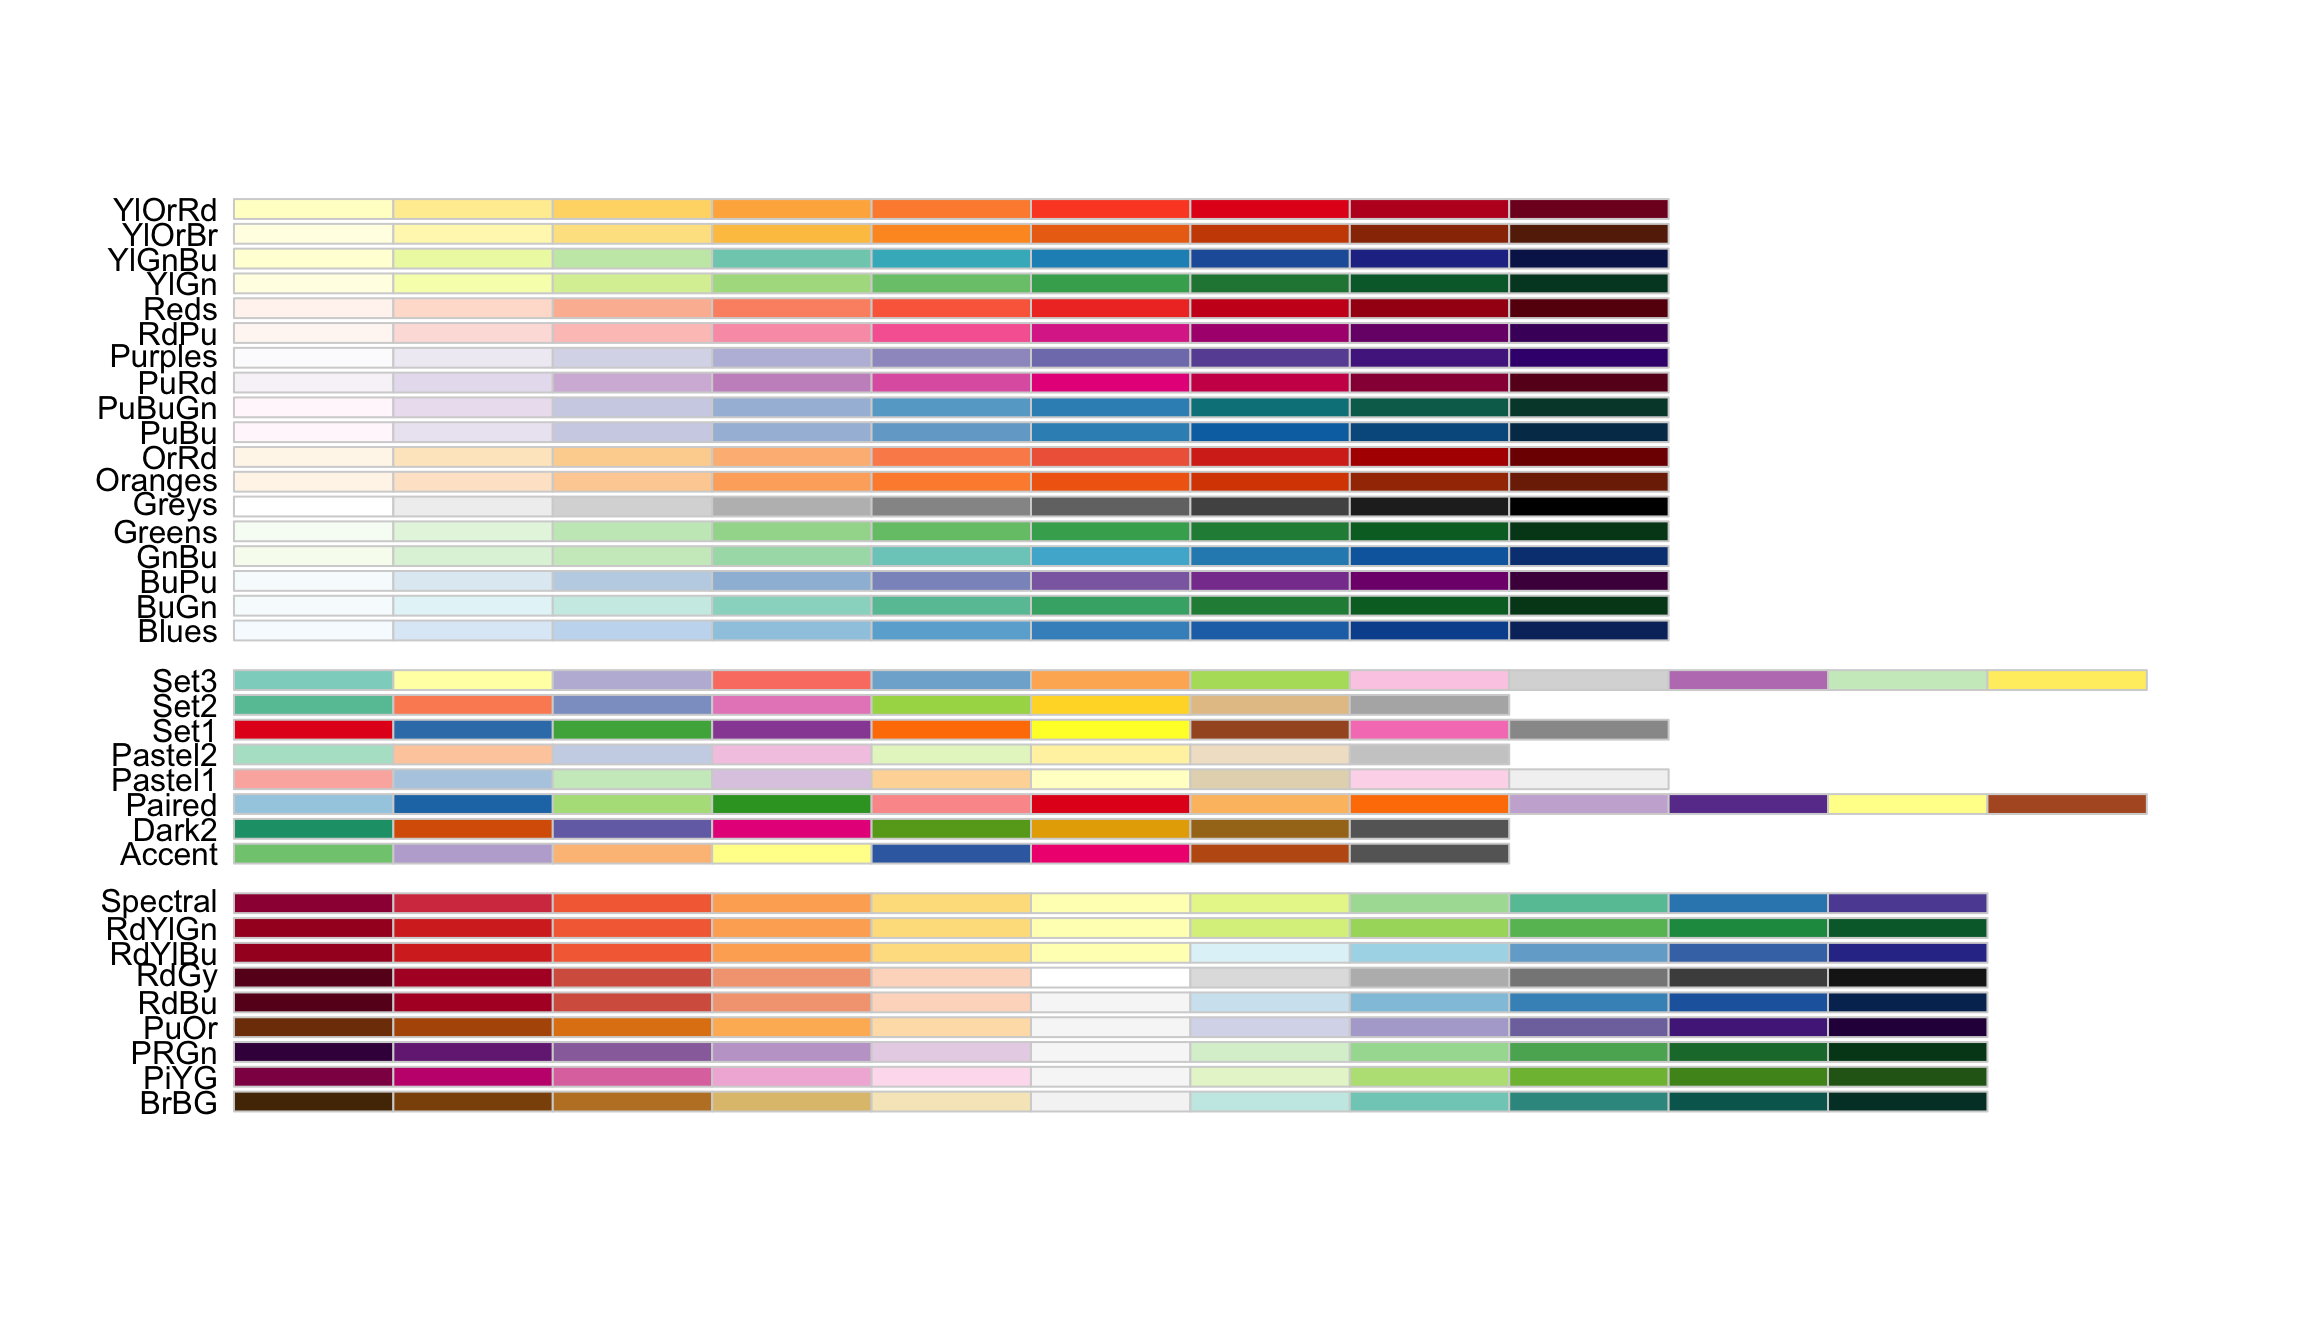 YlOrRd
YlOrBr
YlGnBu
YlGn
Reds
RdPu
Purples
PuRd
PuBuGn
PuBu
OrRd
Oranges
Greys
Greens
GnBu
BuPu
BuGn
Blues
Set3
Set2
Set1
Pastel2
Pastel1
Paired
Dark2
Accent
Spectral
RdYlGn
RdYlBu
RdGy
RdBu
PuOr
PRGn
PiYG
BrBG